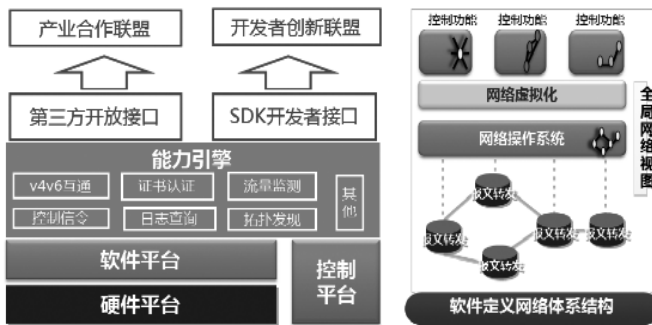 产业合作联盟
开发者创新联盟
第三方开放接口
SDK开发者接口
能力引擎
v4v6互通
证书认证
流量监测
其他
控制信令
日志查询
拓扑发现
软件平台
控制平台
硬件平台
控制功能
控制功能
控制功能
网络虚拟化
网络操作系统
全局网络视图
报文转发
报文转发
报文转发
报文转发
报文转发
软件定义网络体系结构